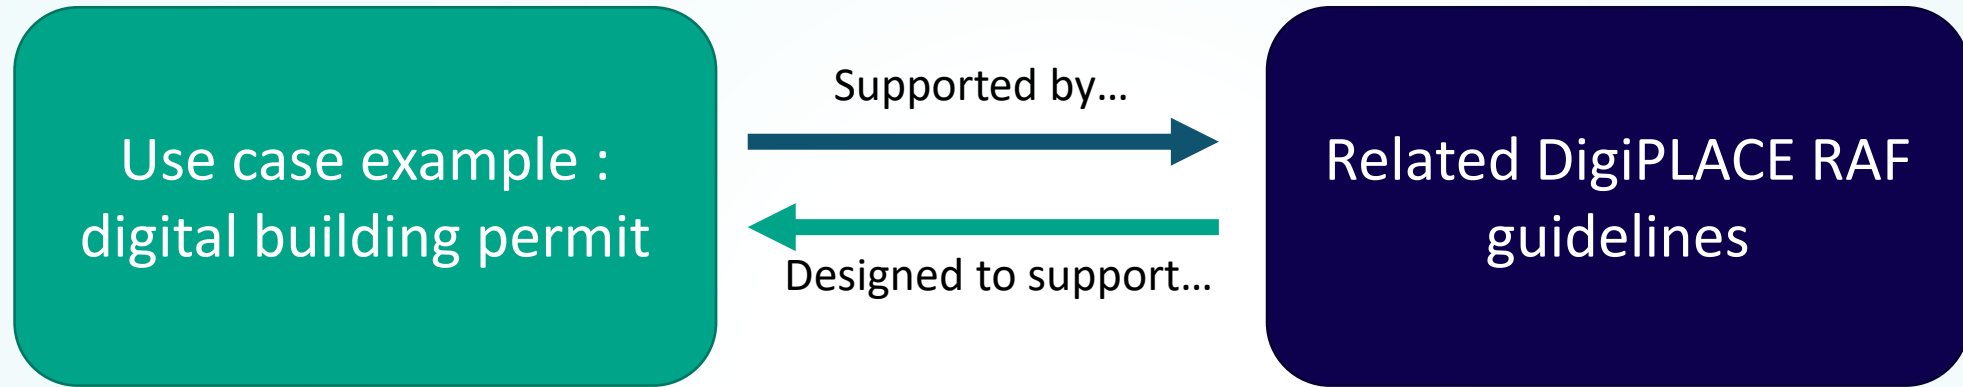 Use case example :
digital building permit
Supported by…
Designed to support…
Related DigiPLACE RAF
guidelines